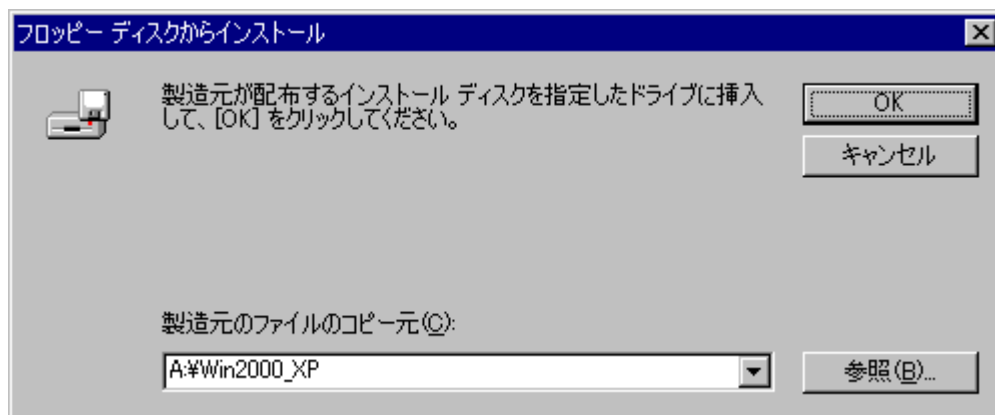 フロッピー ディスクからインストール
製造元が配布するインストール ディスクを指定したドライブに挿入
して、[OK] をクリックしてください。
OK
キャンセル
製造元のファイルのコピー元(C):
A:¥Win2000_XP
参照(B)...